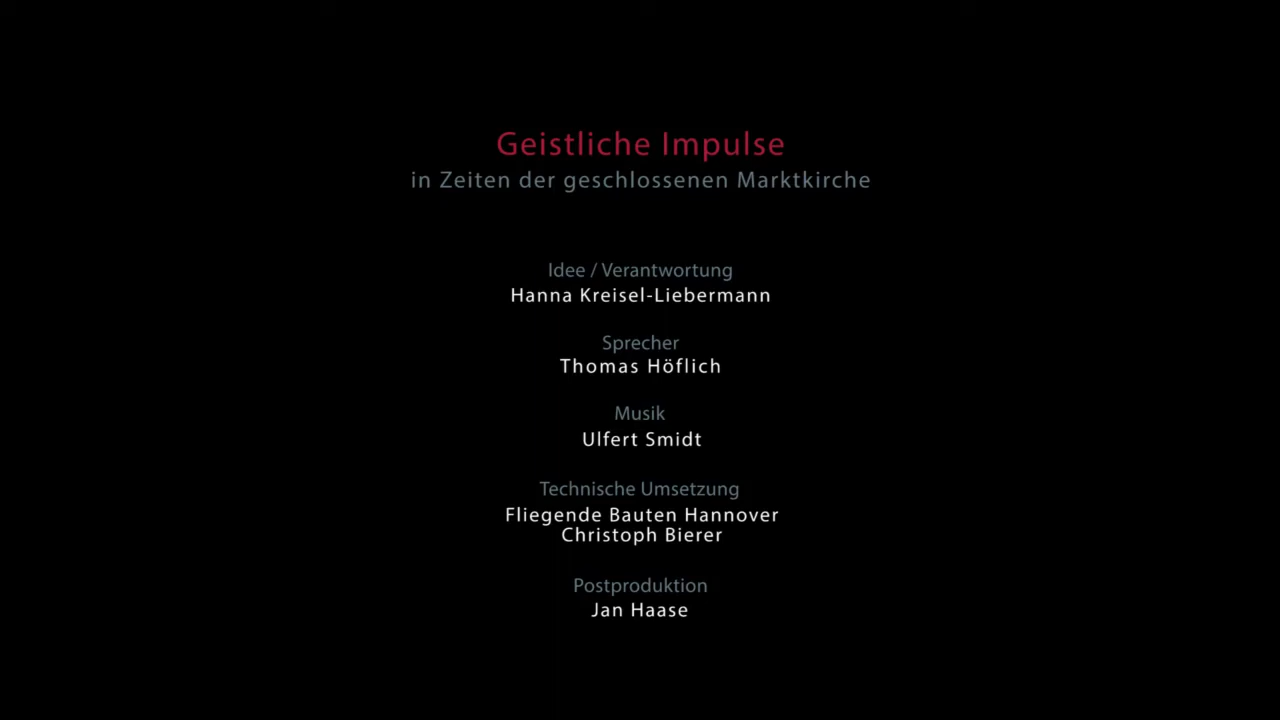 Geistliche Impulse
in Zeiten der geschlossenen Marktkirche
Idee / Verantwortung
Hanna Kreisel-Liebermann
Sprecher
Thomas Höflich
Musik
Ulfert Smidt
Technische Umsetzung
Fliegende Bauten Hannover
Christoph Bierer
Postproduktion
Jan Haase